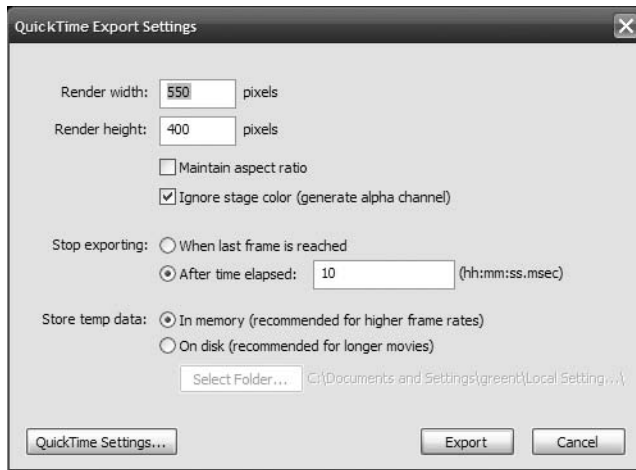 QuickTime Export Settings
Render width: 550 pixels
Render height: 400 pixels
Maintain aspect ratio
Ignore stage color (generate alpha channel)
Stop exporting: When last frame is reached
After time elapsed: 10 (hh:mm:ss.msec)
Store temp data: In memory (recommended for higher frame rates)
On disk (recommended for longer movies)
Select Folder... C:\Documents and Settings\greent\Local Setting...\
QuickTime Settings... Export Cancel